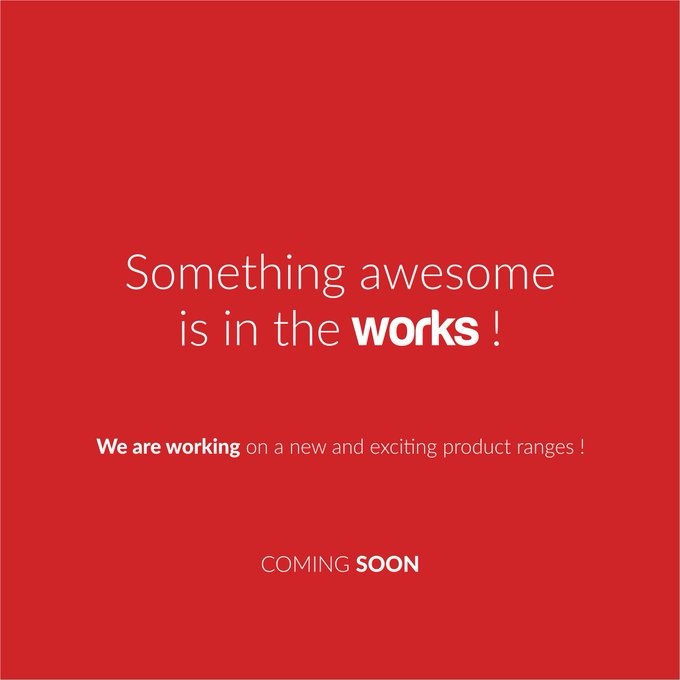 Something awesome
is in the works !
We are working on a new and exciting product ranges !
COMING SOON